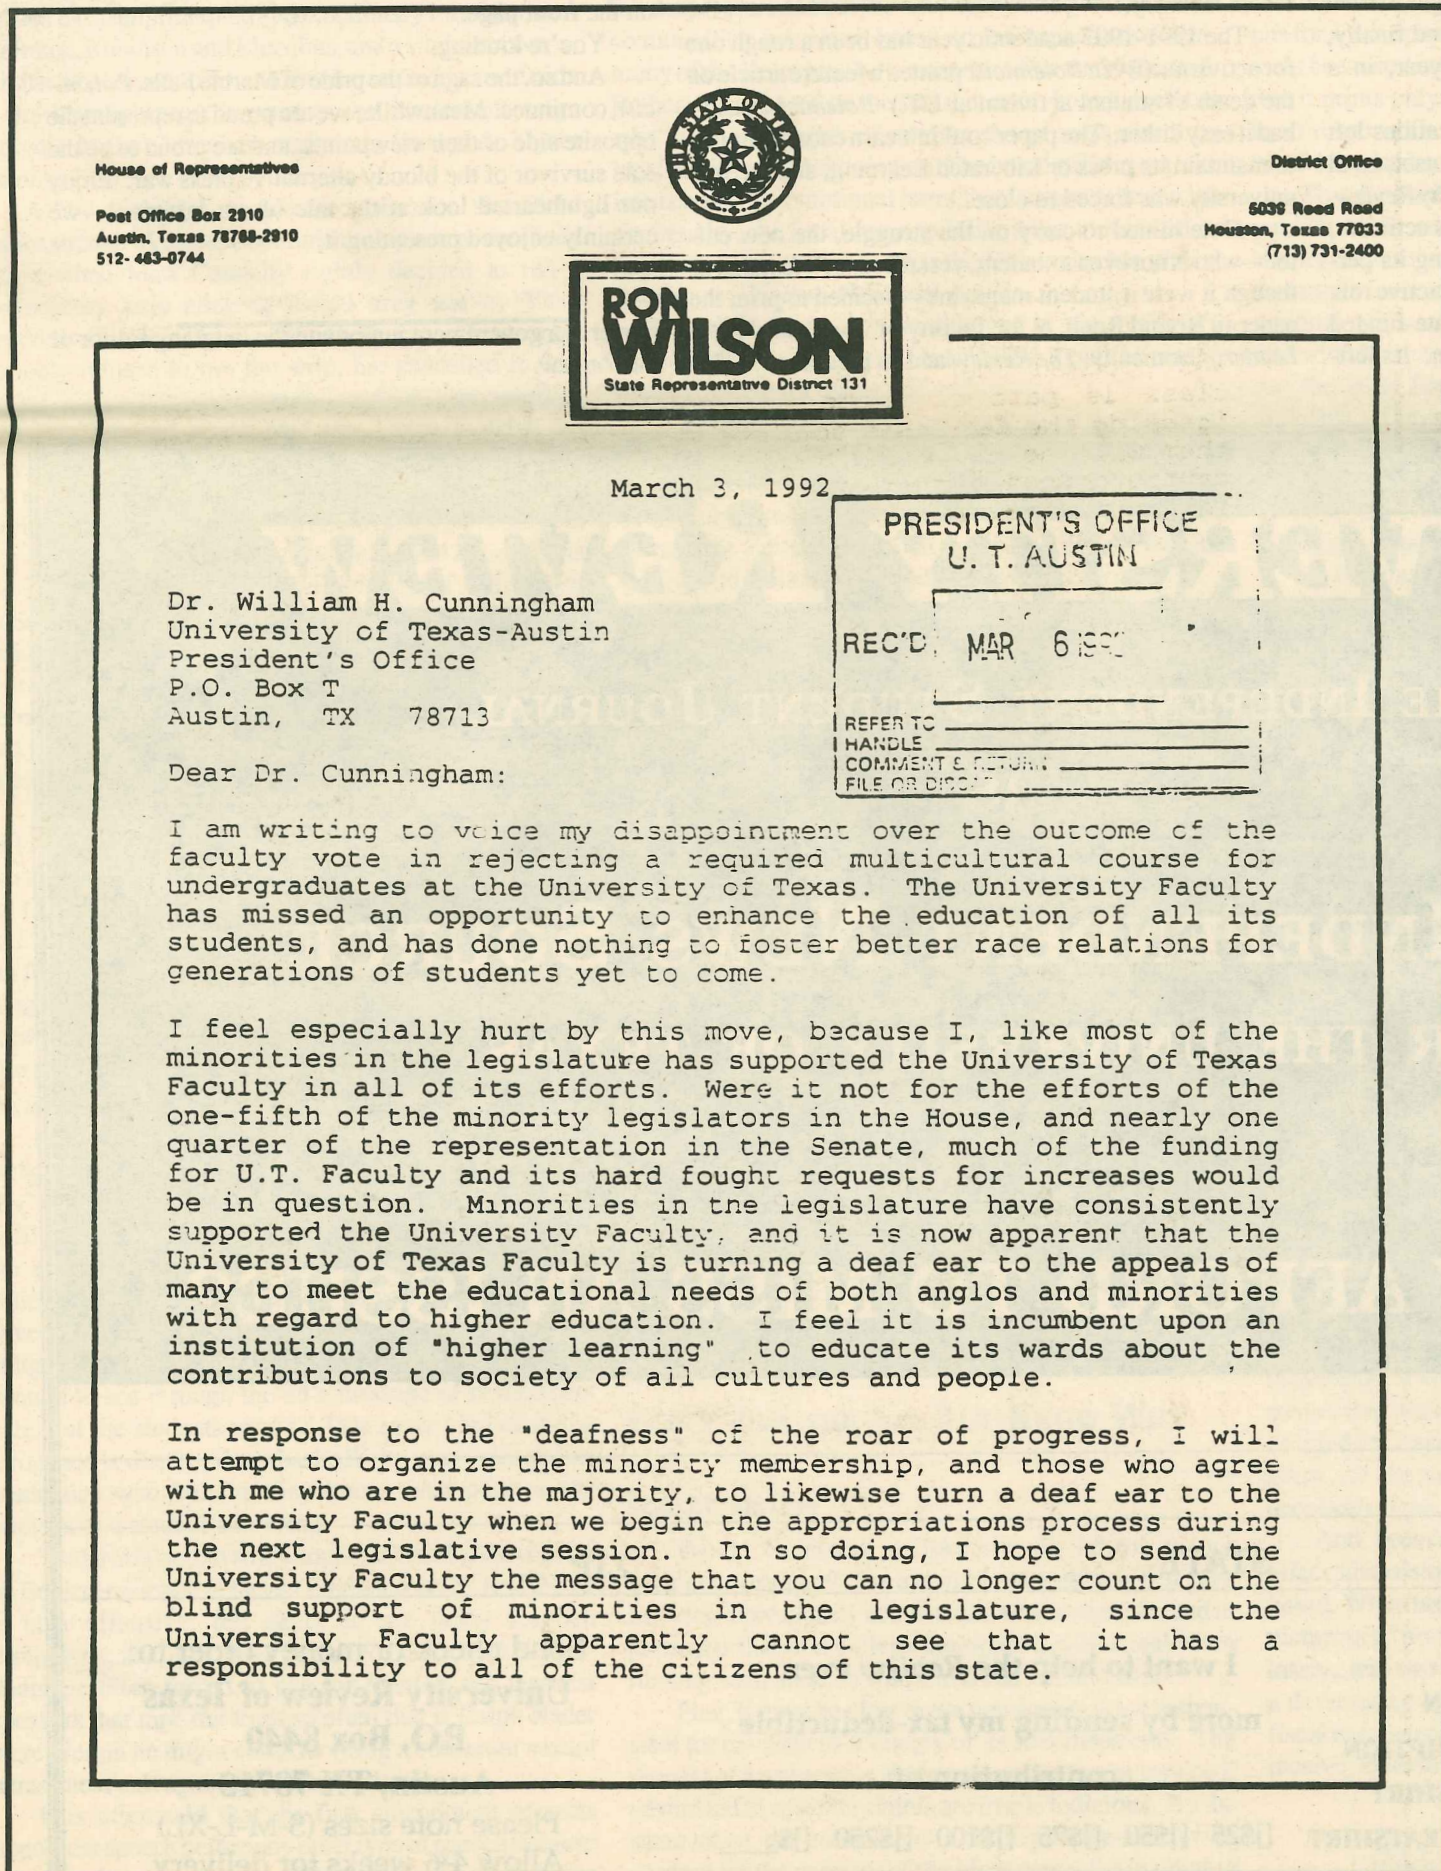 THE STATE OF TEXAS
House of Representatives
Post Office Box 2910
Austin, Texas 78768-2910
512- 463-0744
District Office
5039 Reed Road
Houston, Texas 77033
(713) 731-2400
RON
WILSON
State Representative District 131
March 3, 1992
PRESIDENT'S OFFICE
U. T. AUSTIN
REC'D. MAR 6
REFER TO
HANDLE
COMMENT & RETURN
FILE OR
Dr. William H. Cunningham
University of Texas-Austin
President's Office
P.O. Box T
Austin, TX 78713
Dear Dr. Cunningham:
I am writing to voice my disappointment over the outcome of the
faculty vote in rejecting a required multicultural course for
undergraduates at the University of Texas. The University Faculty
has missed an opportunity to enhance the education of all its
students, and has done nothing to foster better race relations for
generations of students yet to come.
I feel especially hurt by this move, because I, like most of the
minorities in the legislature has supported the University of Texas
Faculty in all of its efforts. Were it not for the efforts of the
one-fifth of the minority legislators in the House, and nearly one
quarter of the representation in the Senate, much of the funding
for U.T. Faculty and its hard fought requests for increases would
be in question. Minorities in the legislature have consistently
supported the University Faculty, and it is now apparent that the
University of Texas Faculty is turning a deaf ear to the appeals of
many to meet the educational needs of both anglos and minorities
with regard to higher education. I feel it is incumbent upon an
institution of "higher learning" to educate its wards about the
contributions to society of all cultures and people.
In response to the "deafness" of the roar of progress, I will
attempt to organize the minority membership, and those who agree
with me who are in the majority, to likewise turn a deaf ear to the
University Faculty when we begin the appropriations process during
the next legislative session. In so doing, I hope to send the
University Faculty the message that you can no longer count on the
blind support of minorities in the legislature, since the
University Faculty apparently cannot see that it has a
responsibility to all of the citizens of this state.